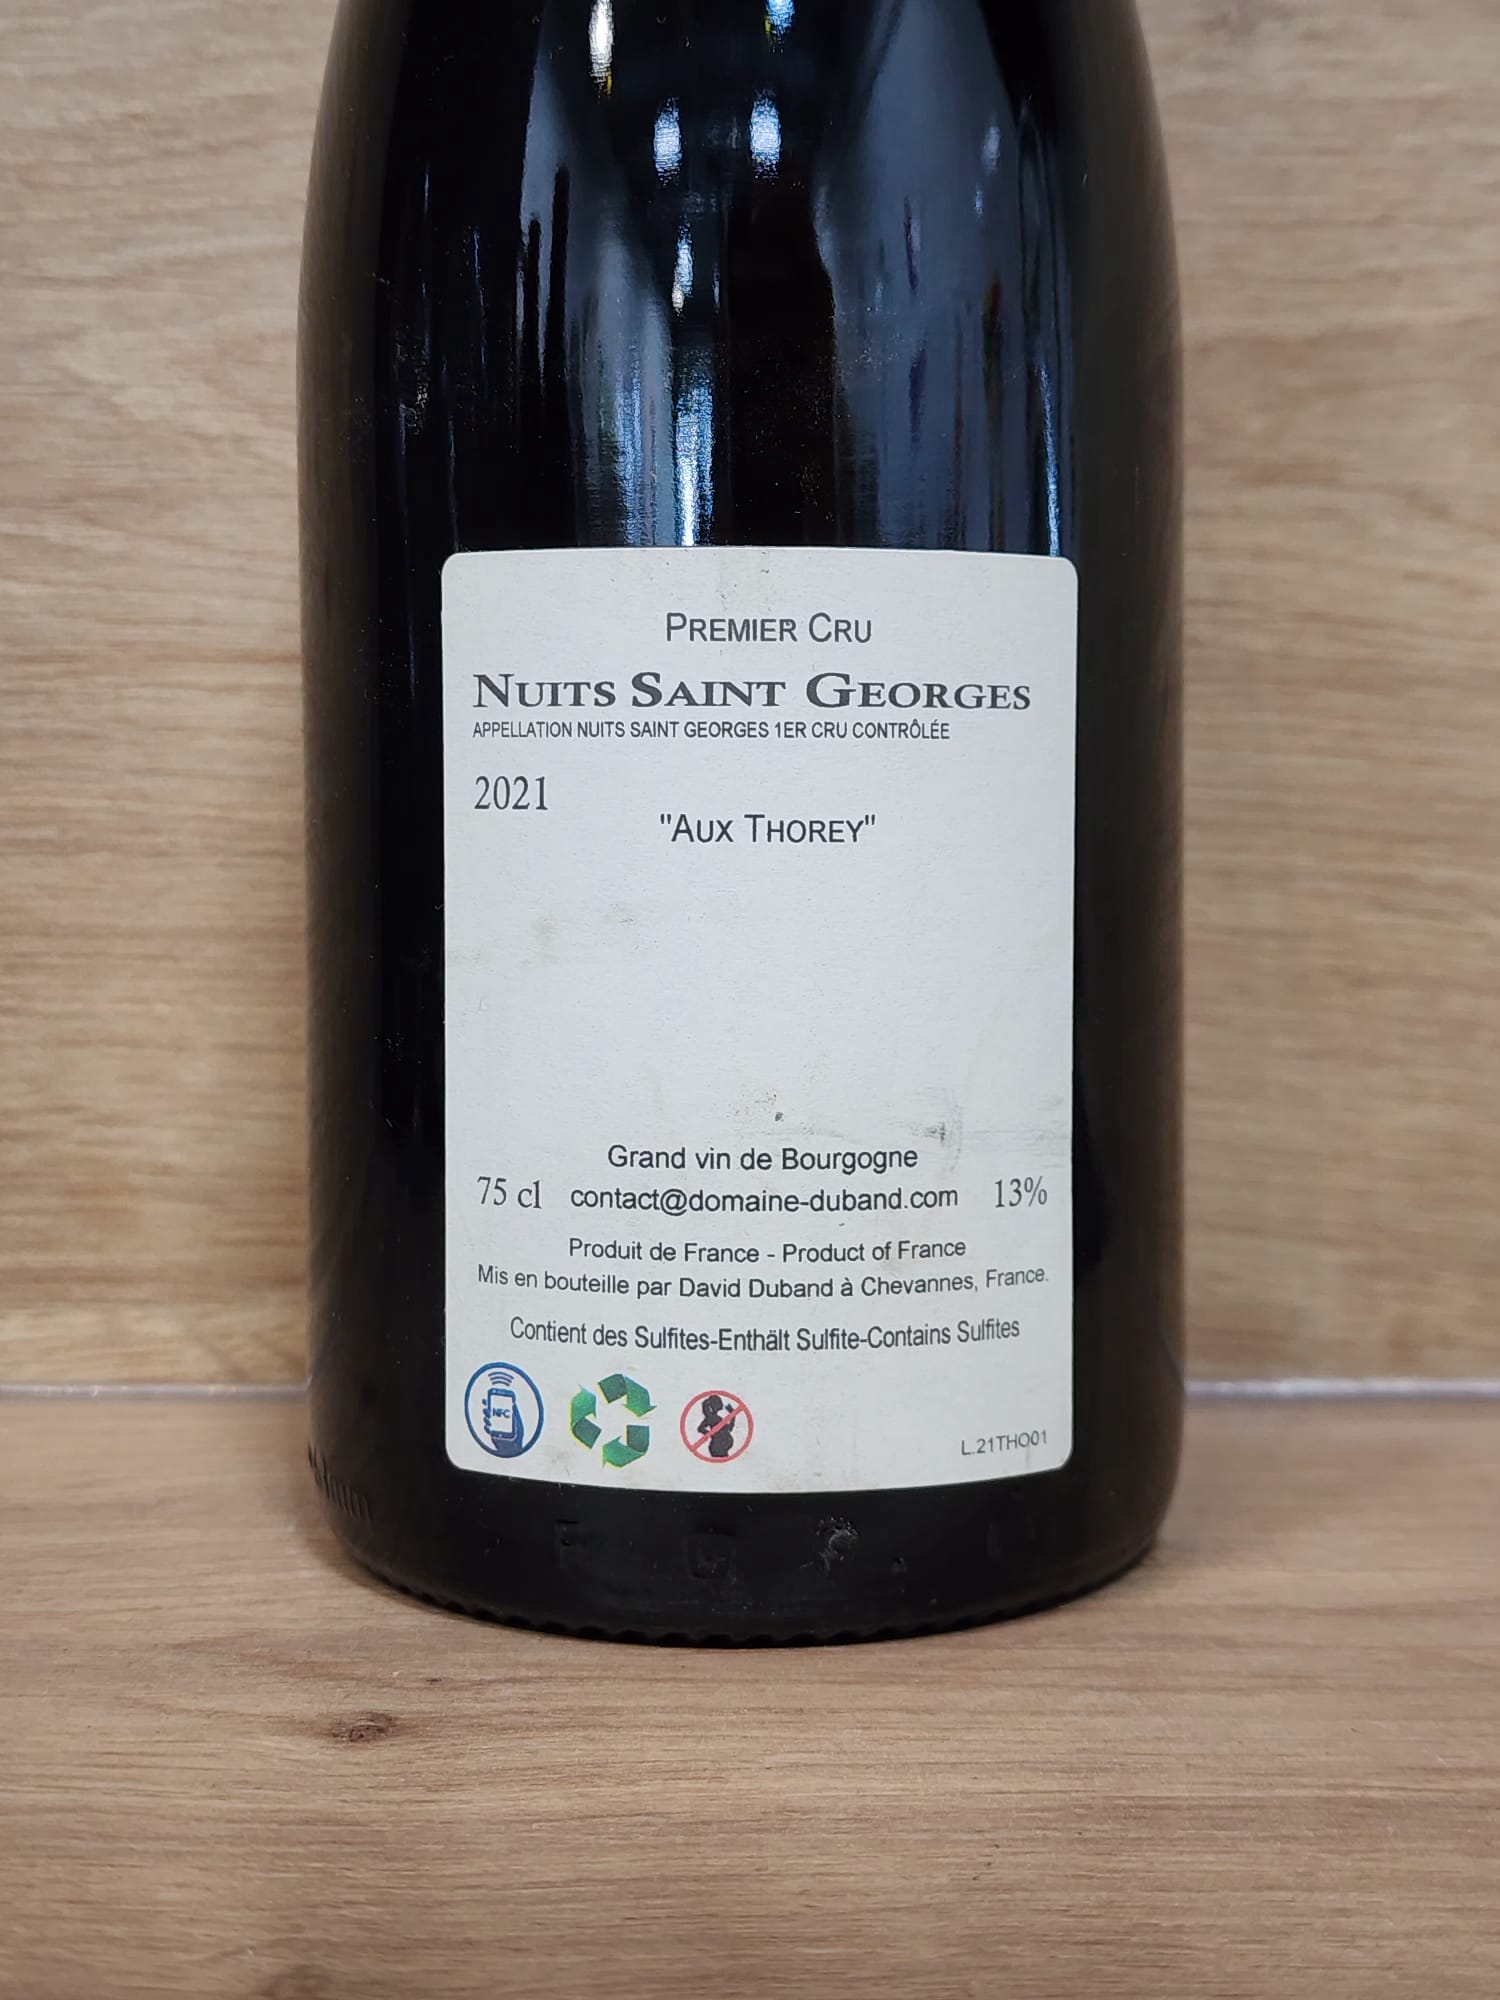 PREMIER CRU
NUITS SAINT GEORGES
APPELLATION NUITS SAINT GEORGES 1ER CRU CONTRÔLÉE
2021
"AUX THOREY"
Grand vin de Bourgogne
75 cl contact@domaine-duband.com 13%
Produit de France - Product of France
Mis en bouteille par David Duband à Chevannes, France.
Contient des Sulfites-Enthält Sulfite-Contains Sulfites
NFC
L.21THO01